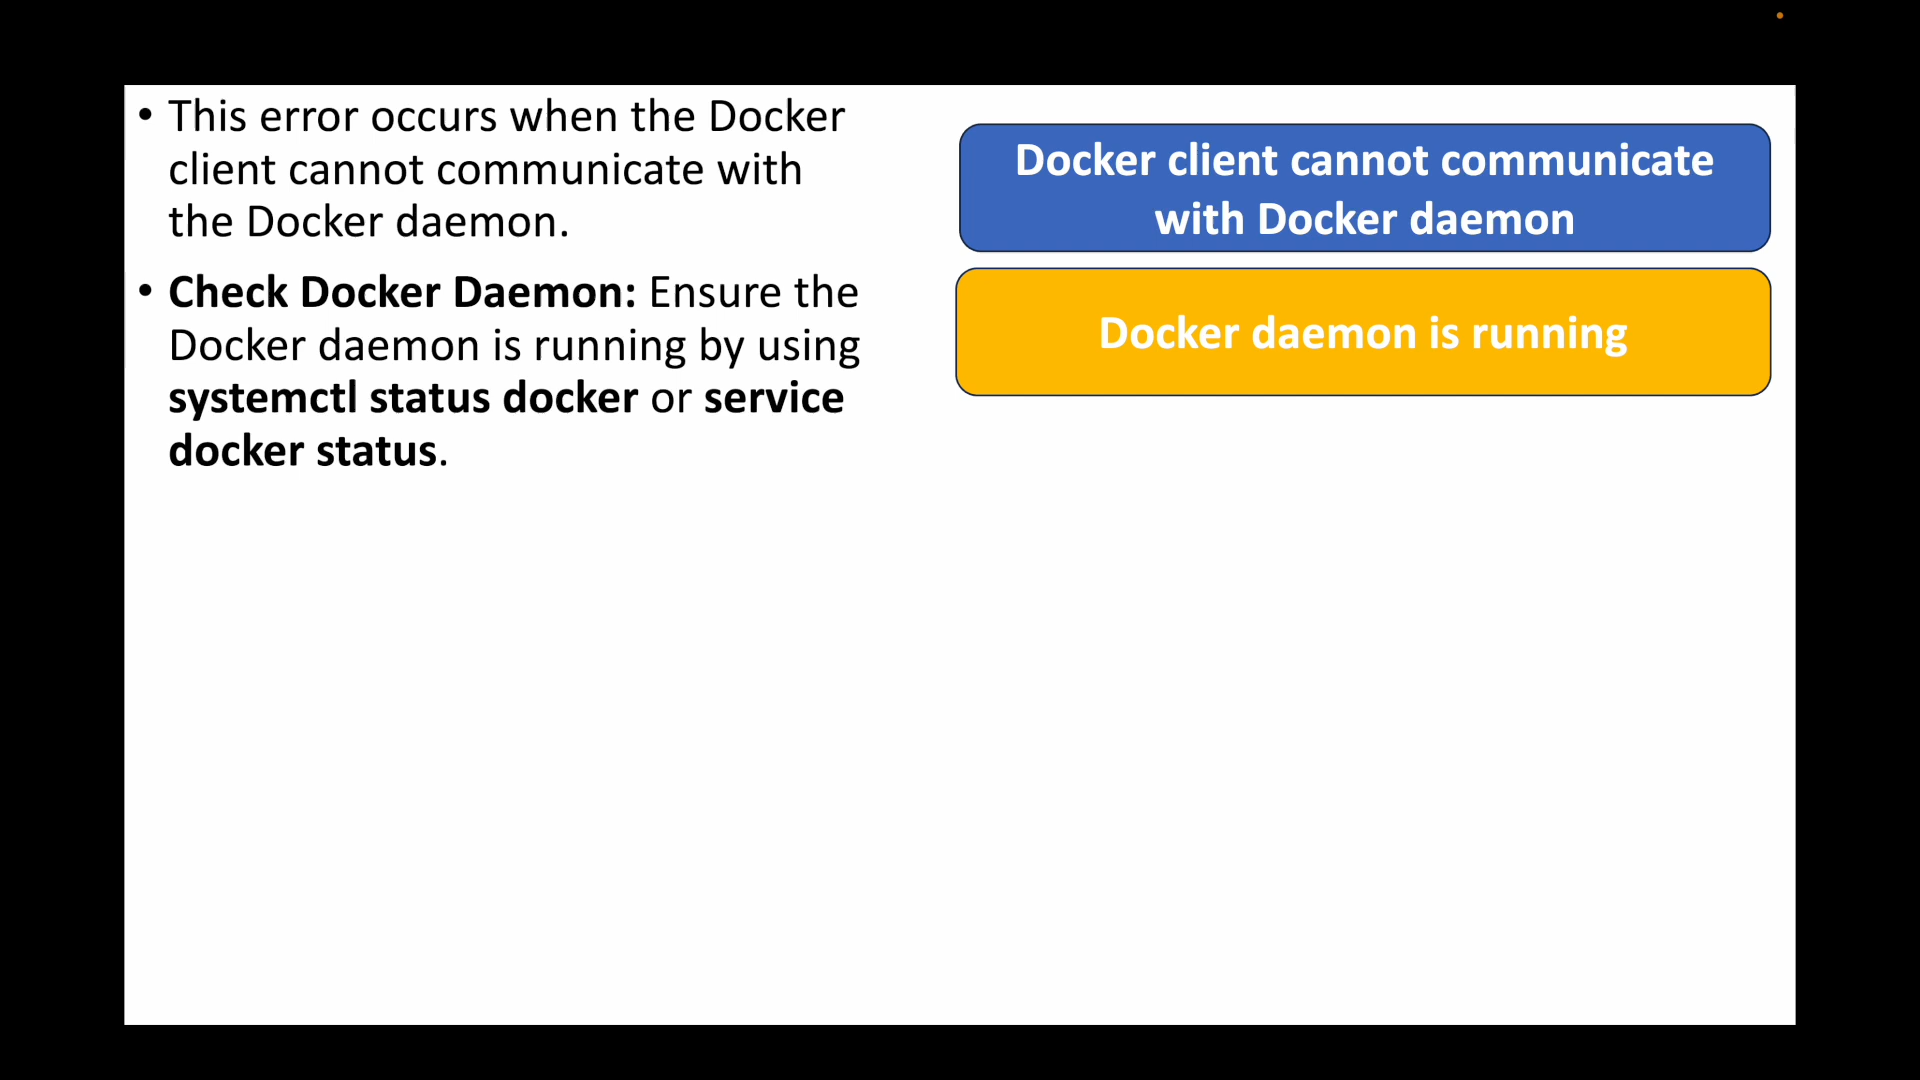 • This error occurs when the Docker
client cannot communicate with
the Docker daemon.
• Check Docker Daemon: Ensure the
Docker daemon is running by using
systemctl status docker or service
docker status.
Docker client cannot communicate
with Docker daemon
Docker daemon is running